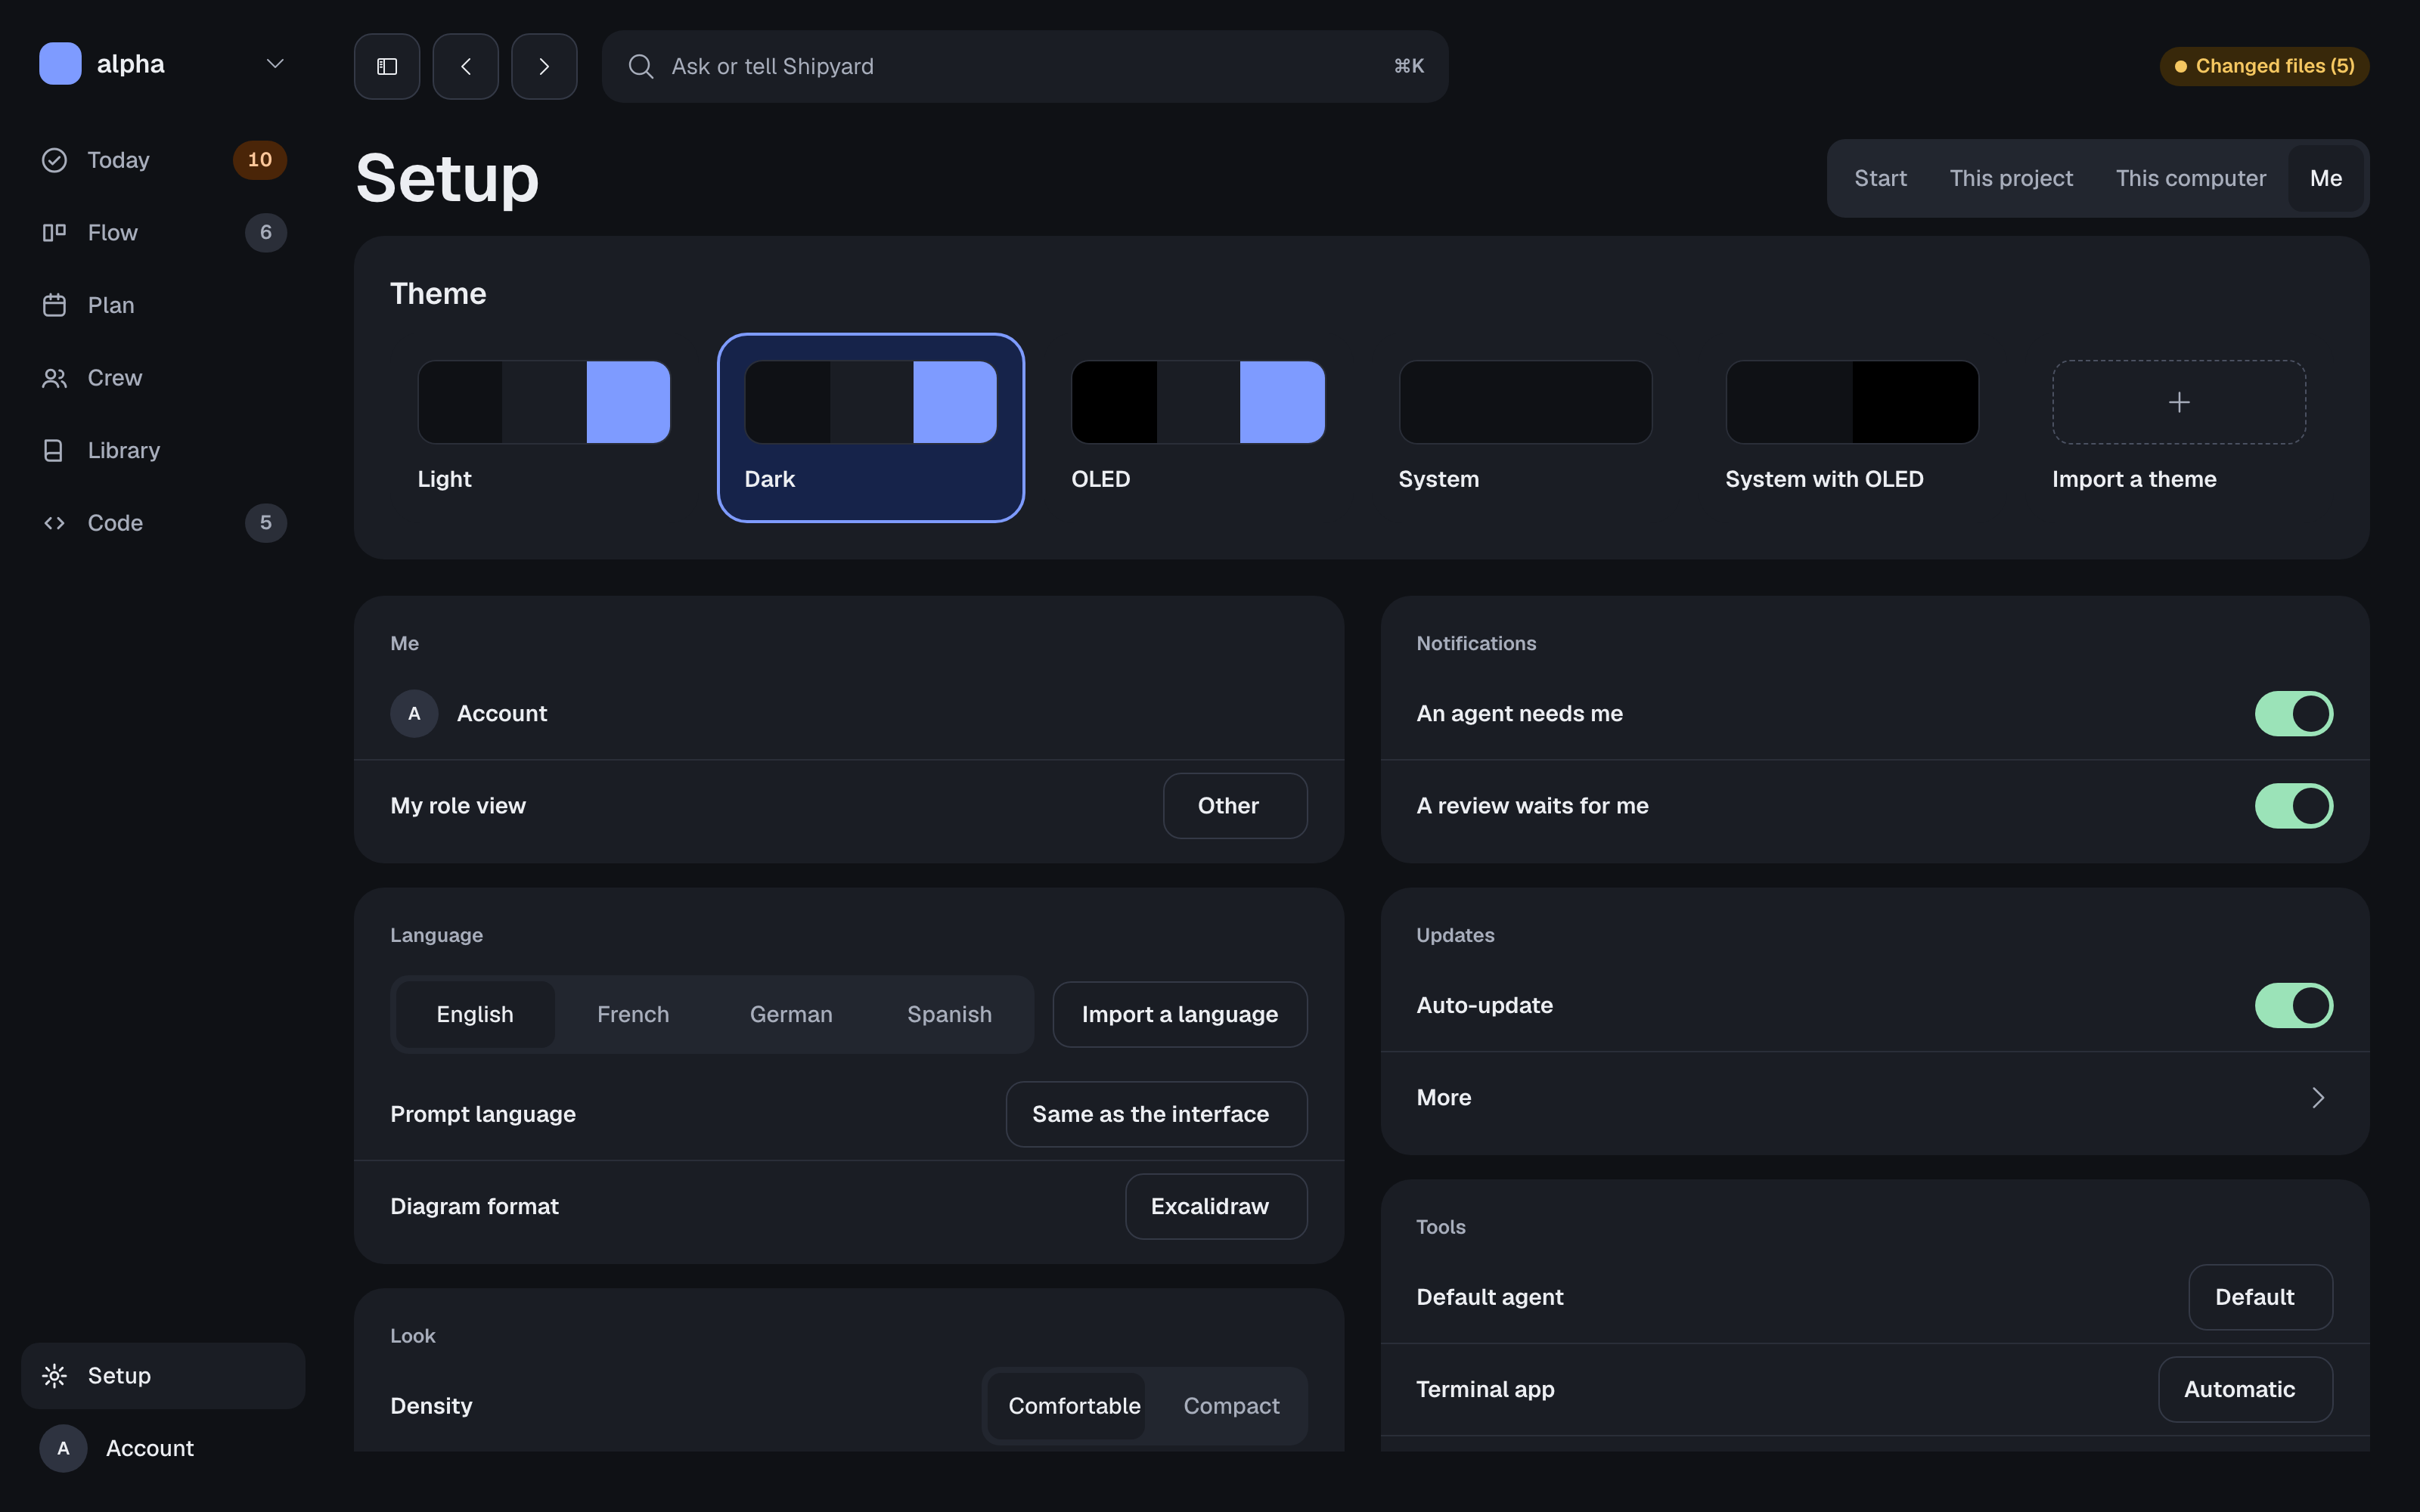 alpha
Ask or tell Shipyard
⌘K
Changed files (5)
Today
10
Flow
6
Plan
Crew
Library
Code
5
Setup
Account
A
Setup
Start
This project
This computer
Me
Theme
Light
Dark
OLED
System
System with OLED
Import a theme
Me
A
Account
My role view
Other
Language
English
French
German
Spanish
Import a language
Prompt language
Same as the interface
Diagram format
Excalidraw
Look
Density
Comfortable
Compact
Notifications
An agent needs me
A review waits for me
Updates
Auto-update
More
Tools
Default agent
Default
Terminal app
Automatic